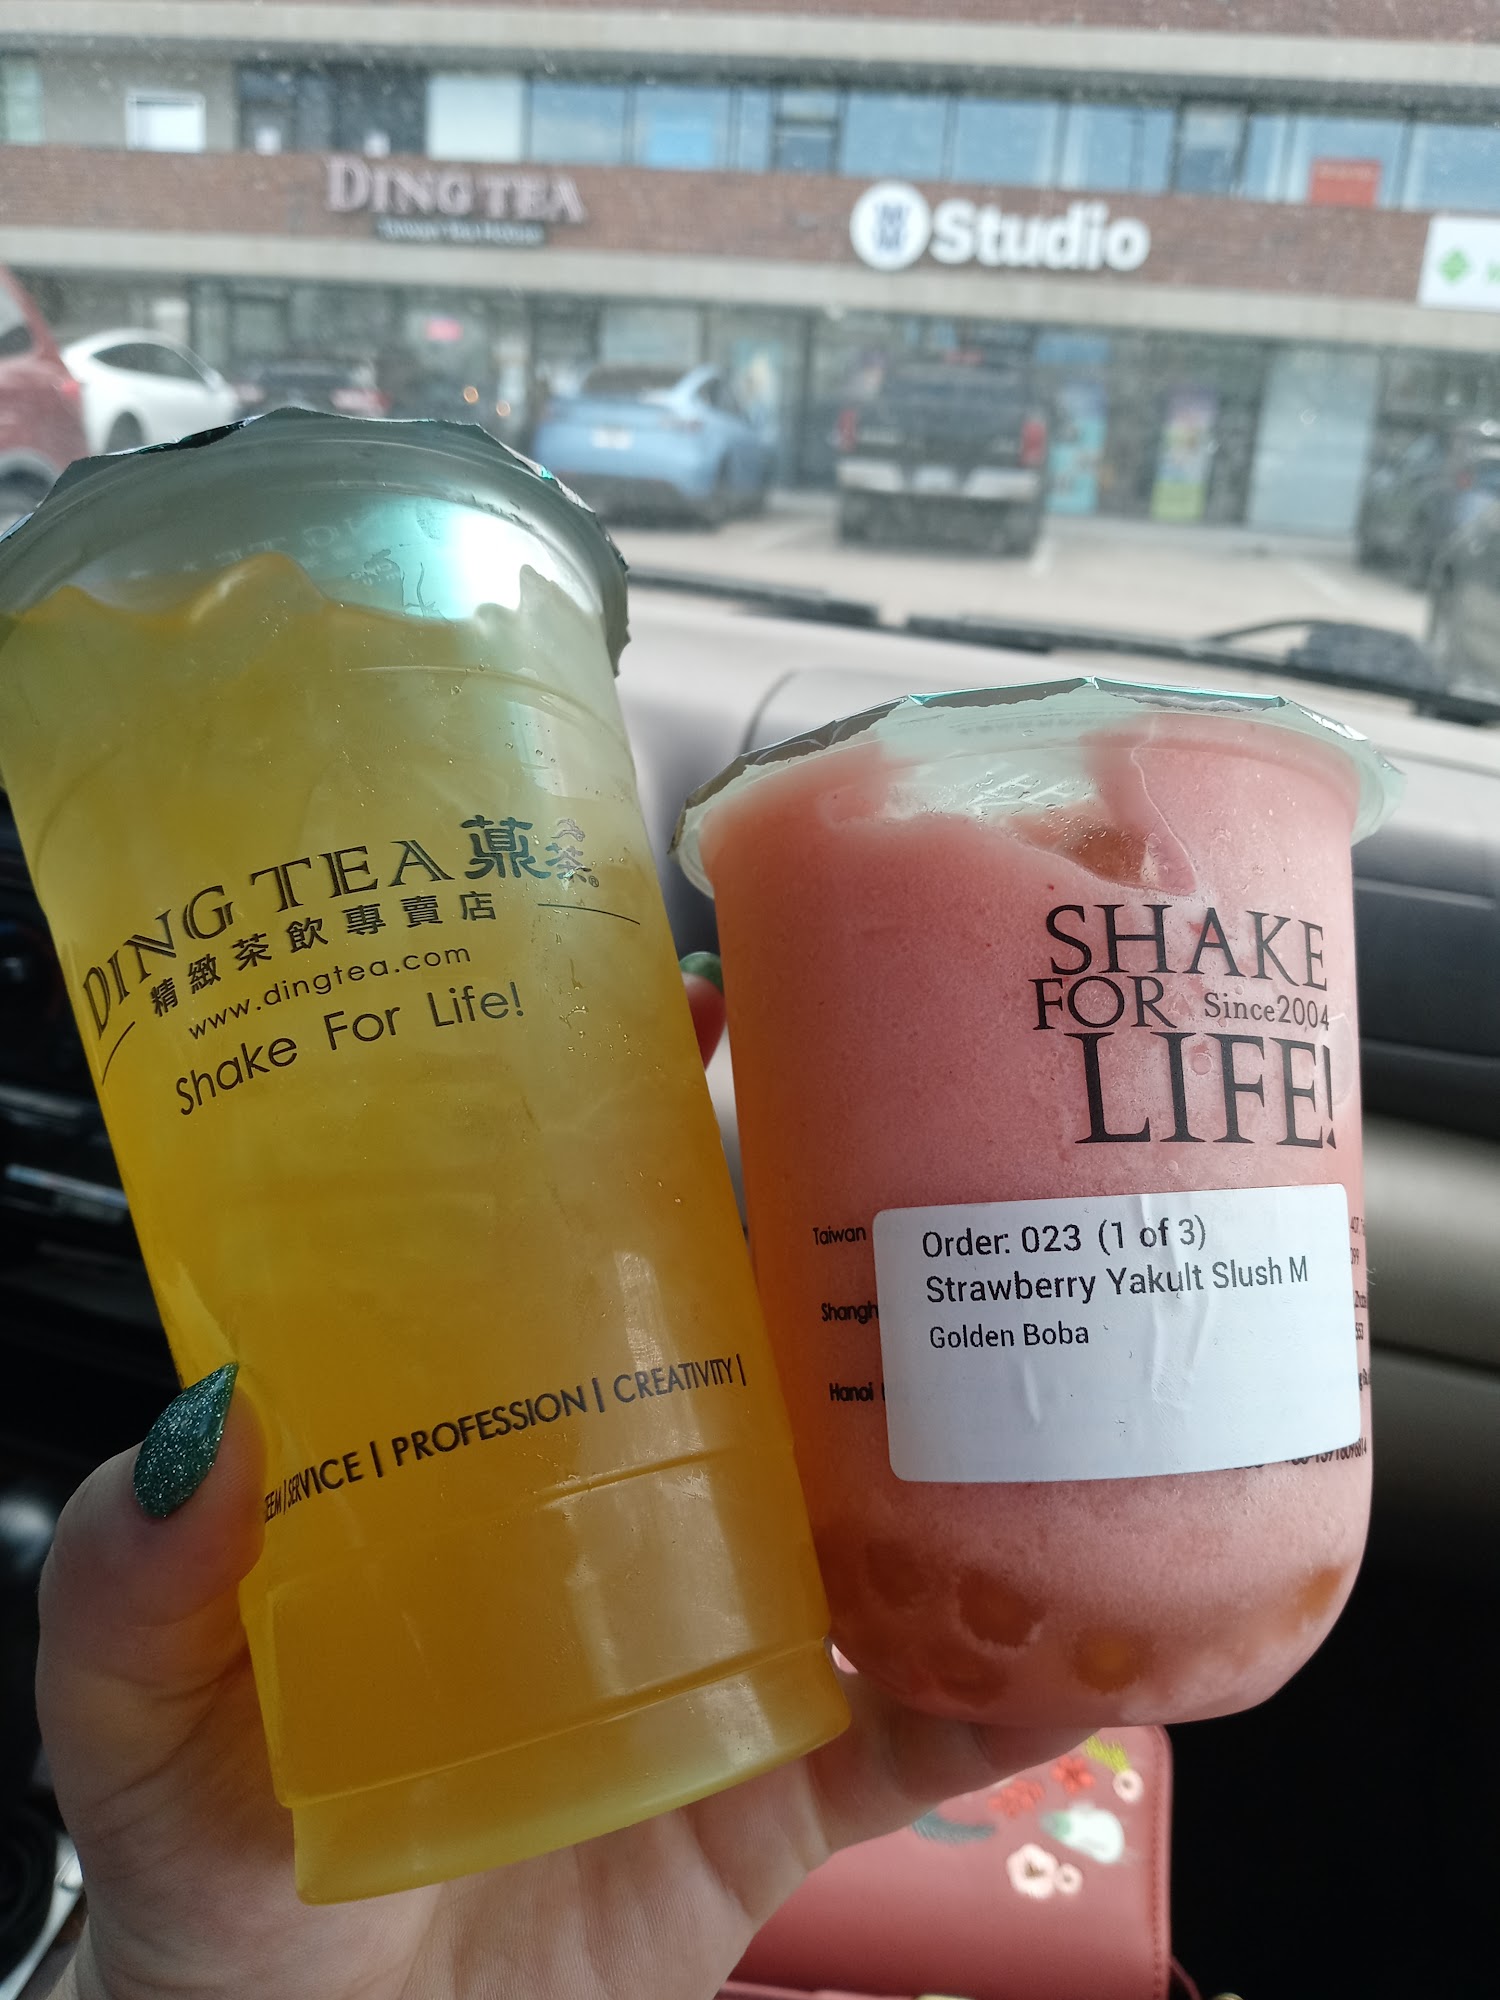 DING TEA
Studio
DING TEA 薡茶®
精緻茶飲專賣店
www.dingtea.com
Shake For Life!
SERVICE | PROFESSION | CREATIVITY |
SHAKE
FOR Since2004
LIFE!
Taiwan
Hanoi
Order: 023 (1 of 3)
Strawberry Yakult Slush M
Golden Boba